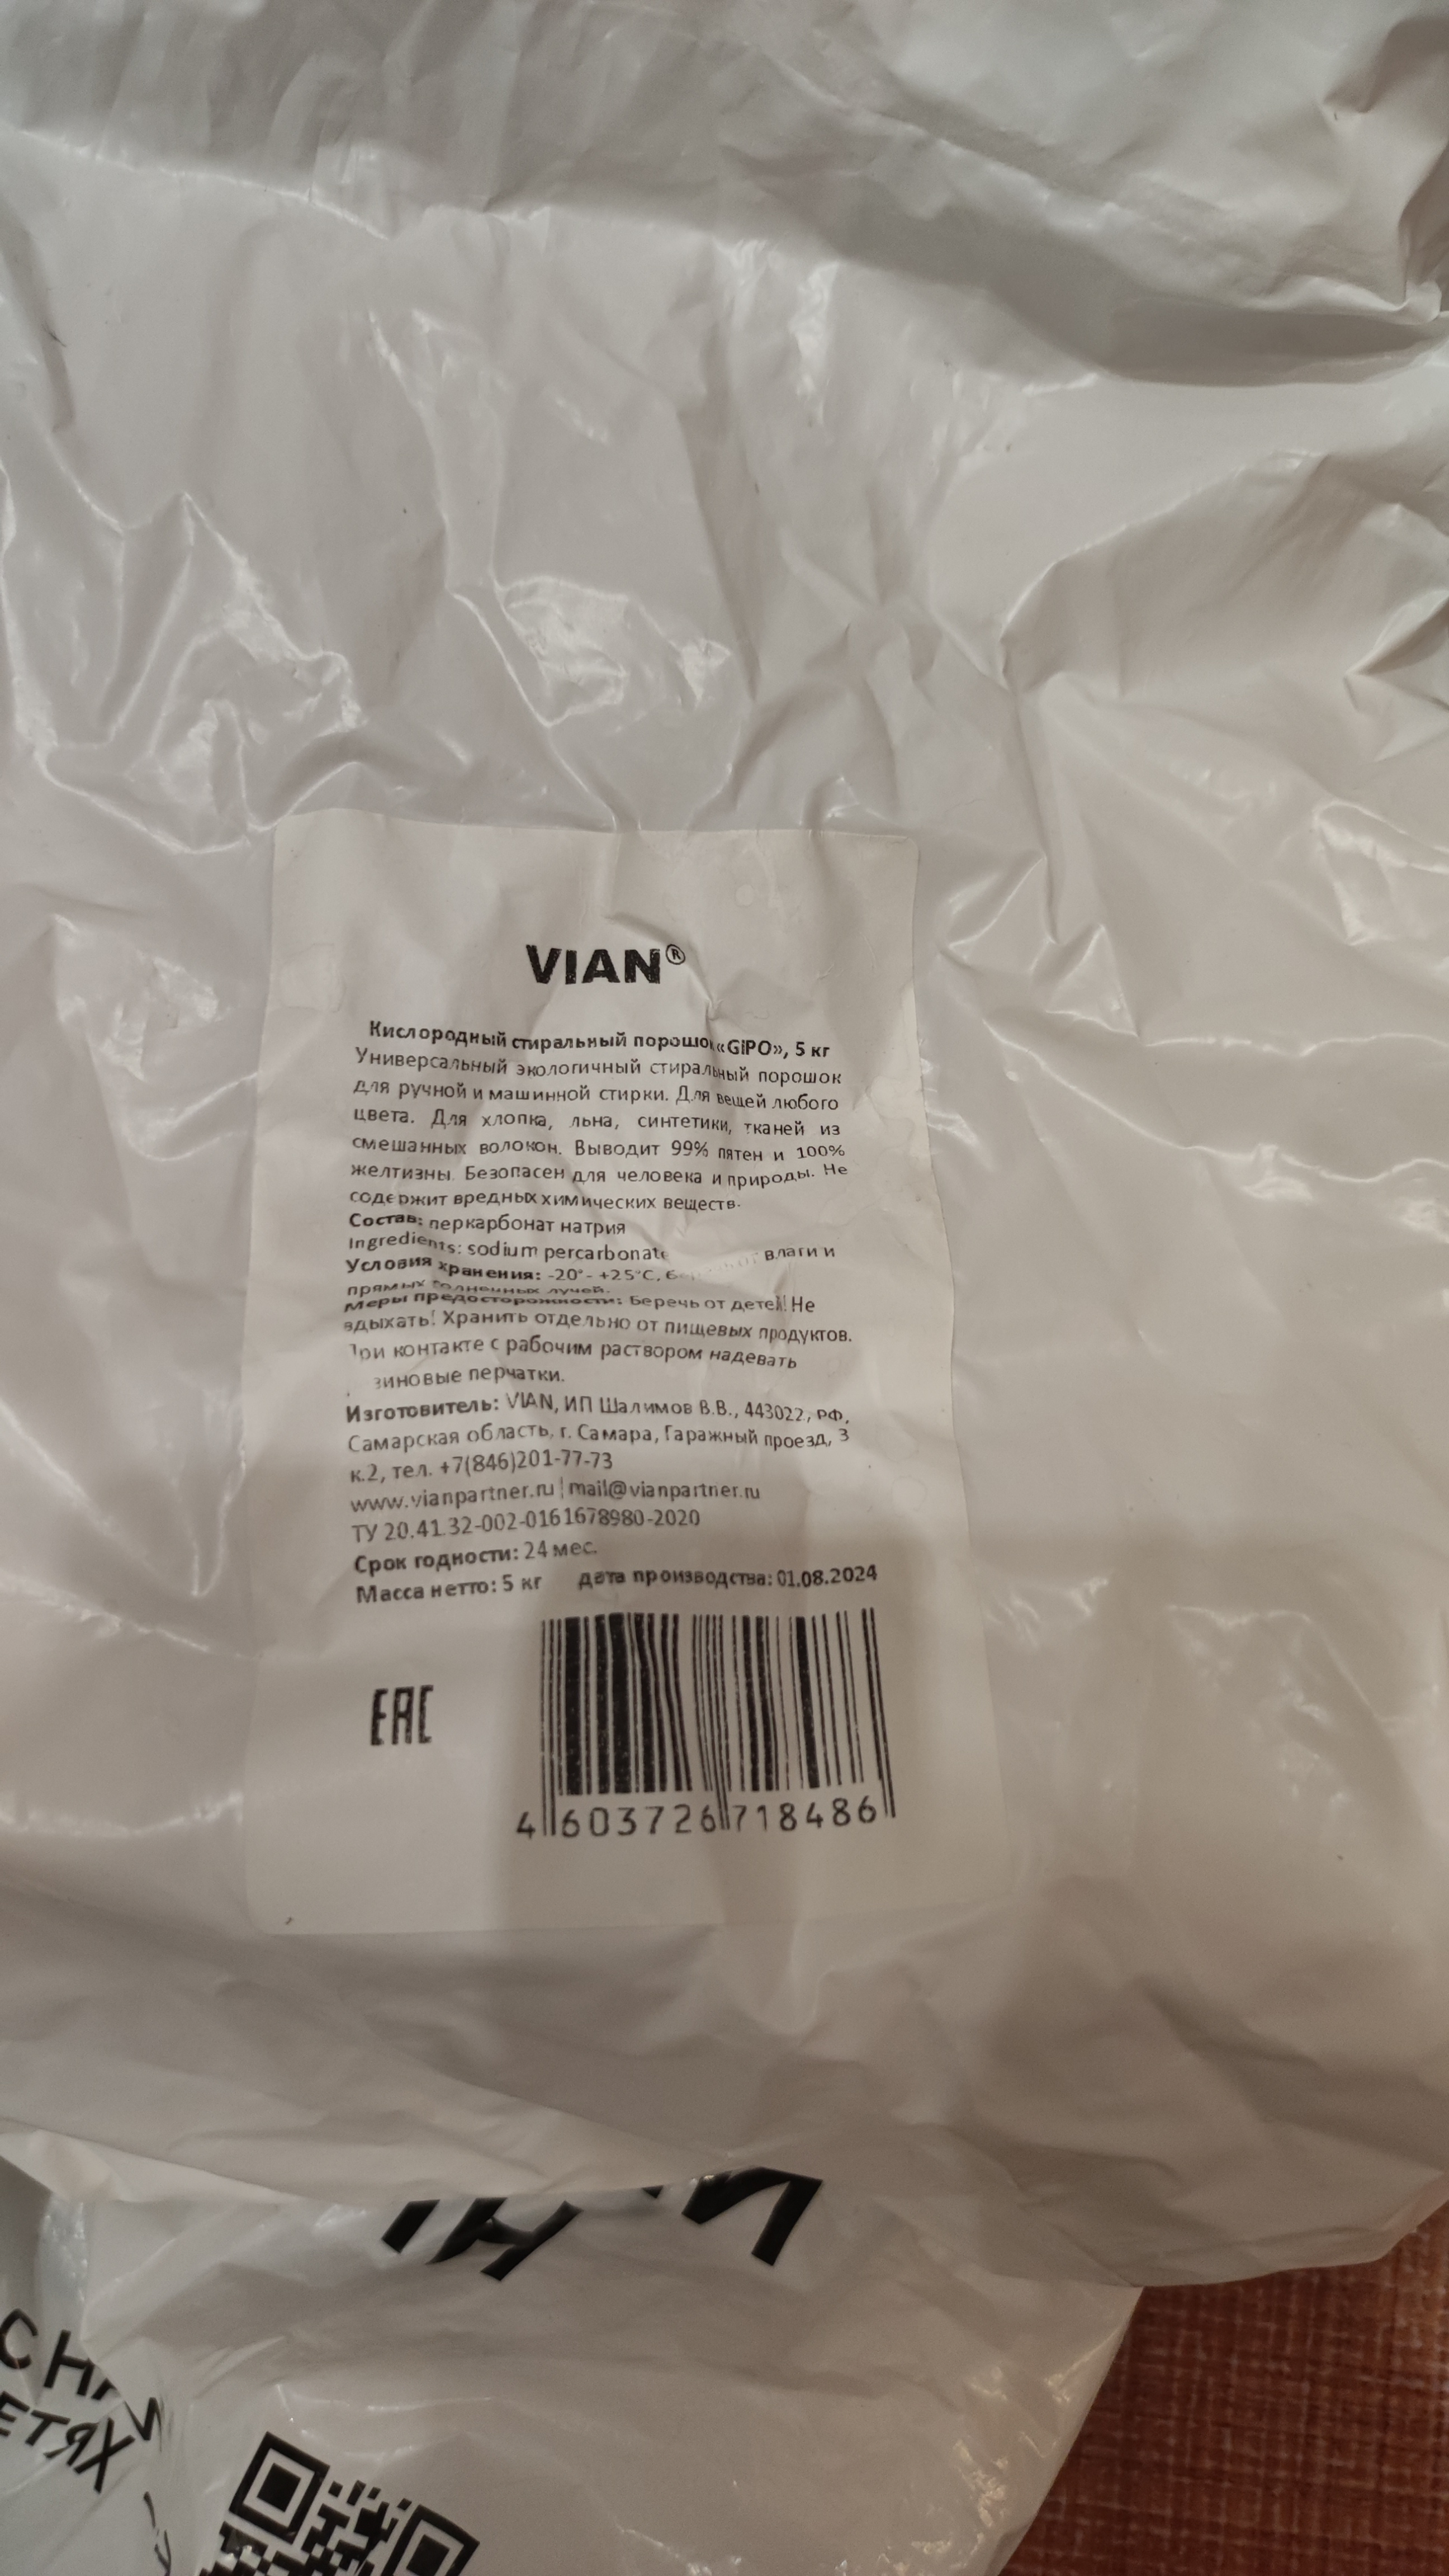 VIAN®
Кислородный стиральный порошок «GiPO», 5 кг
Универсальный экологичный стиральный порошок
для ручной и машинной стирки. Для вещей любого
цвета. Для хлопка, льна, синтетики, тканей из
смешанных волокон. Выводит 99% пятен и 100%
желтизны. Безопасен для человека и природы. Не
содержит вредных химических веществ.
Состав: перкарбонат натрия
Ingredients: sodium percarbonate
Условия хранения: -20°- +25°C, влаги и
прямых солнечных лучей.
Меры предосторожности: Беречь от детей! Не
вдыхать! Хранить отдельно от пищевых продуктов.
При контакте с рабочим раствором надевать
зиновые перчатки.
Изготовитель: VIAN, ИП Шалимов В.В., 443022, РФ,
Самарская область, г. Самара, Гаражный проезд, 3
к.2, тел. +7(846)201-77-73
www.vianpartner.ru | mail@vianpartner.ru
ТУ 20.41.32-002-0161678980-2020
Срок годности: 24 мес.
Масса нетто: 5 кг дата производства: 01.08.2024
EAC
4 603726 718486
ЕТЯХ